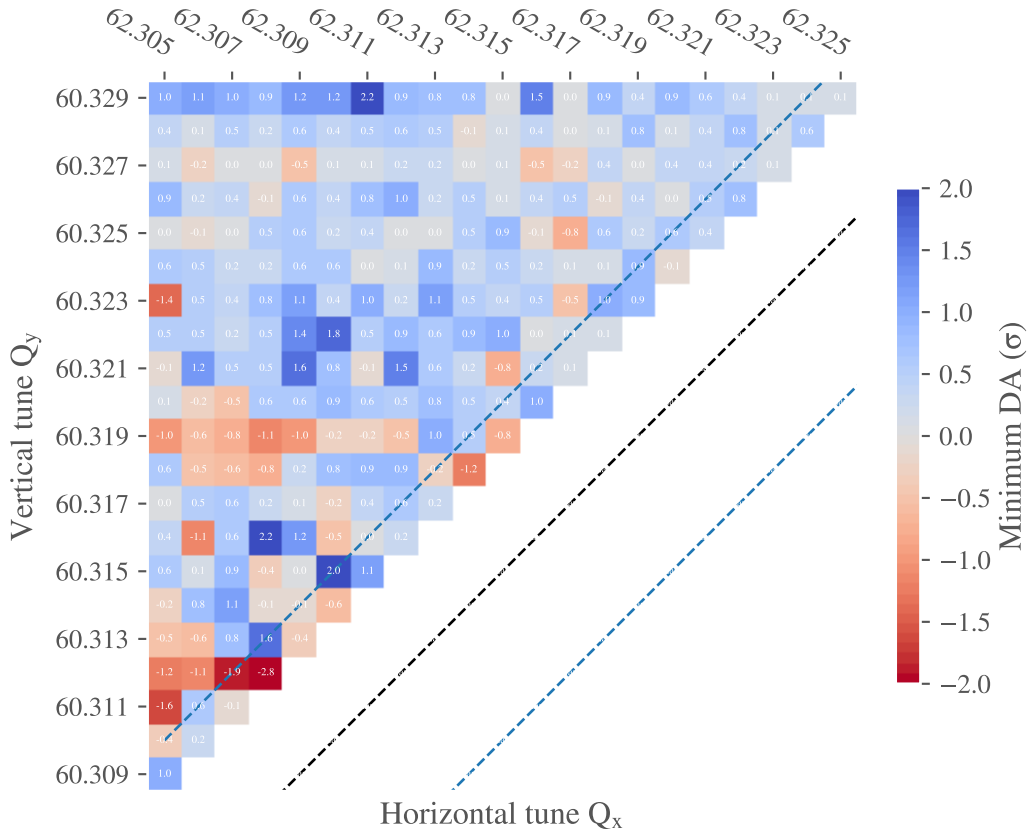 62.305 62.307 62.309 62.311 62.313 62.315 62.317 62.319 62.321 62.323 62.325
60.329 1.0 1.1 1.0 0.9 1.2 1.2 2.2 0.9 0.8 0.8 0.0 1.5 0.0 0.9 0.4 0.9 0.6 0.4 0.1 0.1
0.4 0.1 0.5 0.2 0.6 0.4 0.5 0.6 0.5 -0.1 0.1 0.4 0.0 0.1 0.8 0.1 0.4 0.8 0.6
60.327 0.1 -0.2 0.0 0.0 -0.5 0.1 0.1 0.2 0.2 0.0 0.1 -0.5 -0.2 0.4 0.0 0.4 0.4 0.1
0.9 0.2 0.4 -0.1 0.6 0.4 0.8 1.0 0.2 0.5 0.1 0.4 0.5 -0.1 0.4 0.0 0.8
60.325 0.0 -0.1 0.0 0.5 0.6 0.2 0.4 0.0 0.0 0.5 0.9 -0.1 -0.8 0.6 0.2 0.6 0.4
0.6 0.5 0.2 0.2 0.6 0.6 0.0 0.1 0.9 0.2 0.5 0.2 0.1 0.1 0.9 -0.1
60.323 -1.4 0.5 0.4 0.8 1.1 0.4 1.0 0.2 1.1 0.5 0.4 0.5 -0.5 1.0 0.9
0.5 0.5 0.2 0.5 1.4 1.8 0.5 0.9 0.6 0.9 1.0 0.0 0.1
60.321 -0.1 1.2 0.5 0.5 1.6 0.8 -0.1 1.5 0.5 0.2 -0.8 0.2 0.1
0.1 -0.2 -0.5 0.6 0.6 0.9 0.6 0.5 0.8 0.5 0.4 1.0
60.319 -1.0 -0.6 -0.8 -1.1 -1.0 -0.2 -0.2 -0.5 1.0 -0.8
0.6 -0.5 -0.6 -0.8 0.2 0.8 0.9 0.9 -1.2
60.317 0.0 0.5 0.6 0.2 0.1 -0.2 0.4 0.6 0.2
0.4 -1.1 0.6 2.2 1.2 -0.5 0.2
60.315 0.6 0.1 0.9 -0.4 0.0 2.0 1.1
-0.2 0.8 1.1 -0.1 -0.6
60.313 -0.5 -0.6 0.8 1.6 -0.4
-1.2 -1.1 -1.9 -2.8
60.311 -1.6 0.6 -0.1
0.2
60.309 1.0
Vertical tune Qy
Horizontal tune Qx
2.0
1.5
1.0
0.5
0.0
−0.5
−1.0
−1.5
−2.0
Minimum DA (σ)